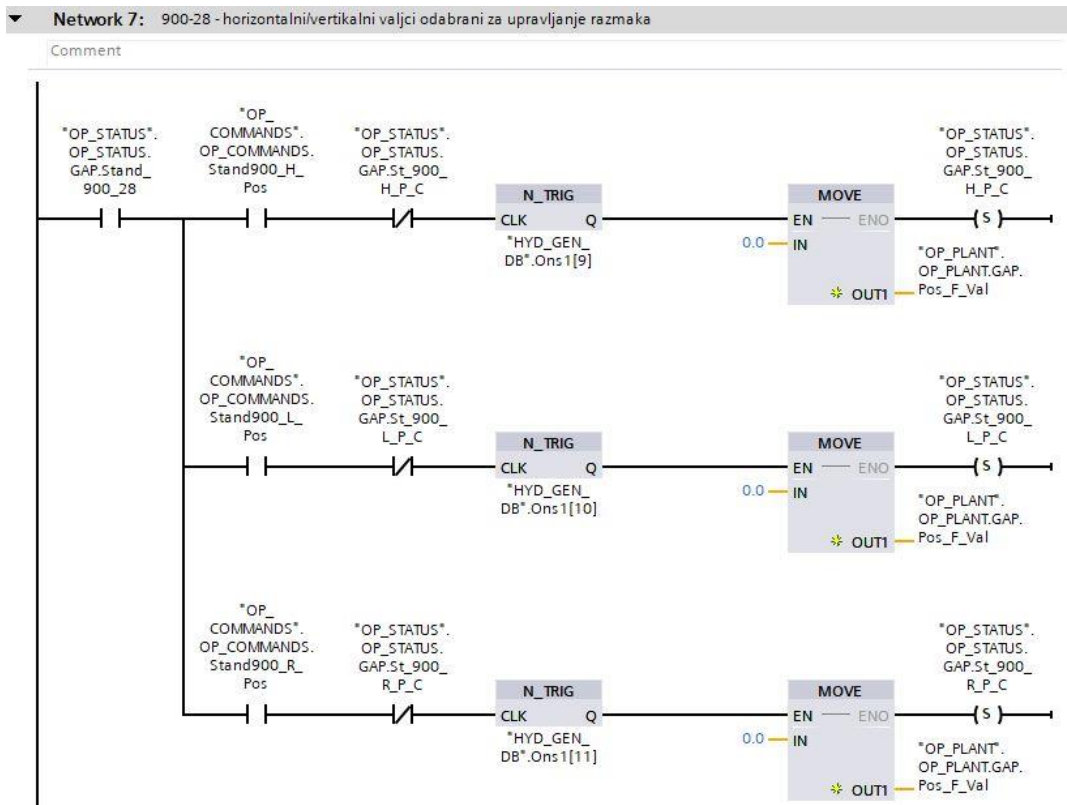 Network 7: 900-28 - horizontalni/vertikalni valjci odabrani za upravljanje razmaka
Comment
"OP_STATUS".
OP_STATUS.
GAP.Stand_
900_28
"OP_
COMMANDS".
OP_COMMANDS.
Stand900_H_
Pos
"OP_STATUS".
OP_STATUS.
GAP.St_900_
H_P_C
N_TRIG
CLK Q
"HYD_GEN_
DB".Ons1[9]
MOVE
EN ENO
0.0 IN
OUT1
"OP_STATUS".
OP_STATUS.
GAP.St_900_
H_P_C
S
"OP_PLANT".
OP_PLANT.GAP.
Pos_F_Val
"OP_
COMMANDS".
OP_COMMANDS.
Stand900_L_
Pos
"OP_STATUS".
OP_STATUS.
GAP.St_900_
L_P_C
N_TRIG
CLK Q
"HYD_GEN_
DB".Ons1[10]
MOVE
EN ENO
0.0 IN
OUT1
"OP_STATUS".
OP_STATUS.
GAP.St_900_
L_P_C
S
"OP_PLANT".
OP_PLANT.GAP.
Pos_F_Val
"OP_
COMMANDS".
OP_COMMANDS.
Stand900_R_
Pos
"OP_STATUS".
OP_STATUS.
GAP.St_900_
R_P_C
N_TRIG
CLK Q
"HYD_GEN_
DB".Ons1[11]
MOVE
EN ENO
0.0 IN
OUT1
"OP_STATUS".
OP_STATUS.
GAP.St_900_
R_P_C
S
"OP_PLANT".
OP_PLANT.GAP.
Pos_F_Val